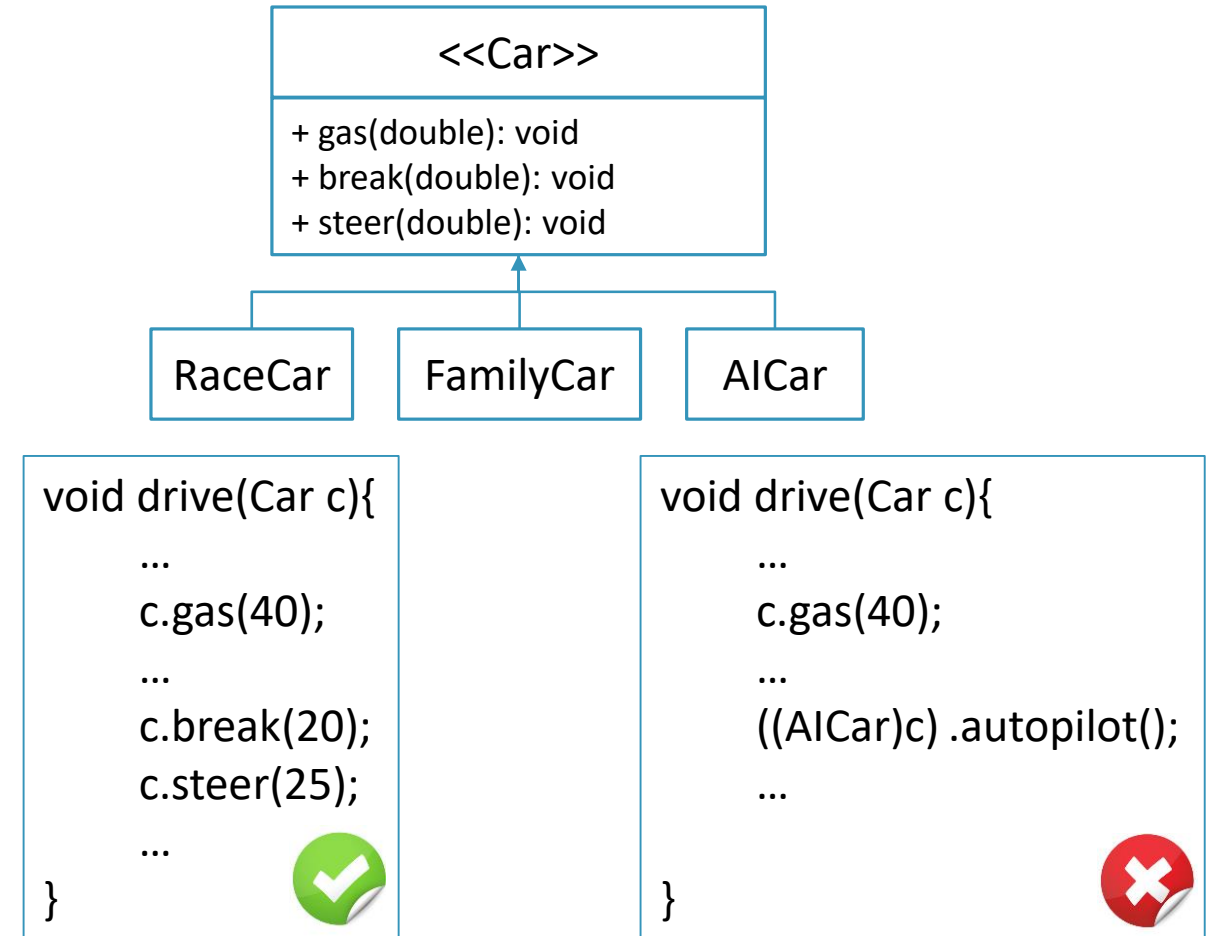 <<Car>>
+ gas(double): void
+ break(double): void
+ steer(double): void
RaceCar
FamilyCar
AICar
void drive(Car c){
…
c.gas(40);
…
c.break(20);
c.steer(25);
…
}
void drive(Car c){
…
c.gas(40);
…
((AICar)c) .autopilot();
…
}